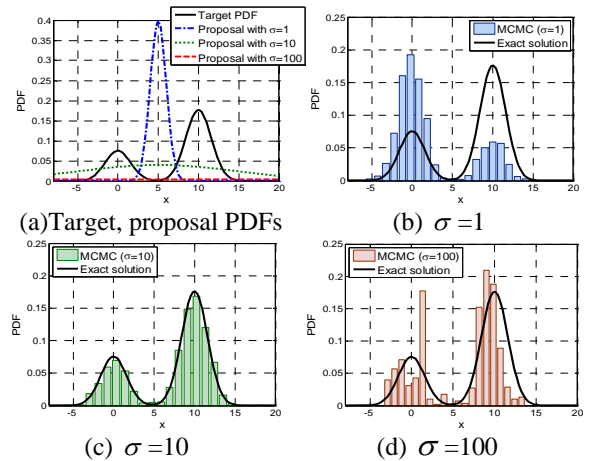 Target PDF
Proposal with σ=1
Proposal with σ=10
Proposal with σ=100
0.4
0.35
0.3
0.25
0.2
0.15
0.1
0.05
0
PDF
-5 0 5 10 15 20
x
(a)Target, proposal PDFs
MCMC (σ=1)
Exact solution
0.25
0.2
0.15
0.1
0.05
0
PDF
-5 0 5 10 15 20
x
(b) σ =1
MCMC (σ=10)
Exact solution
0.25
0.2
0.15
0.1
0.05
0
PDF
-5 0 5 10 15 20
x
(c) σ =10
MCMC (σ=100)
Exact solution
0.25
0.2
0.15
0.1
0.05
0
PDF
-5 0 5 10 15 20
x
(d) σ =100